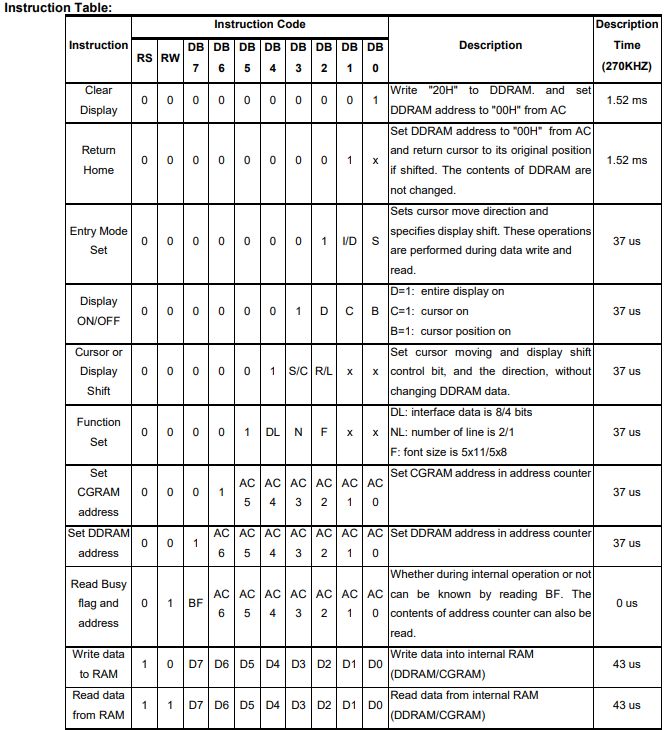 Instruction Table:
Instruction Instruction Code Description Description Time (270KHZ)
RS RW DB 7 DB 6 DB 5 DB 4 DB 3 DB 2 DB 1 DB 0
Clear Display 0 0 0 0 0 0 0 0 0 1 Write "20H" to DDRAM. and set DDRAM address to "00H" from AC 1.52 ms
Return Home 0 0 0 0 0 0 0 0 1 x Set DDRAM address to "00H" from AC and return cursor to its original position if shifted. The contents of DDRAM are not changed. 1.52 ms
Entry Mode Set 0 0 0 0 0 0 0 1 I/D S Sets cursor move direction and specifies display shift. These operations are performed during data write and read. 37 us
Display ON/OFF 0 0 0 0 0 0 1 D C B D=1: entire display on C=1: cursor on B=1: cursor position on 37 us
Cursor or Display Shift 0 0 0 0 0 1 S/C R/L x x Set cursor moving and display shift control bit, and the direction, without changing DDRAM data. 37 us
Function Set 0 0 0 0 1 DL N F x x DL: interface data is 8/4 bits NL: number of line is 2/1 F: font size is 5x11/5x8 37 us
Set CGRAM address 0 0 0 1 AC 5 AC 4 AC 3 AC 2 AC 1 AC 0 Set CGRAM address in address counter 37 us
Set DDRAM address 0 0 1 AC 6 AC 5 AC 4 AC 3 AC 2 AC 1 AC 0 Set DDRAM address in address counter 37 us
Read Busy flag and address 0 1 BF AC 6 AC 5 AC 4 AC 3 AC 2 AC 1 AC 0 Whether during internal operation or not can be known by reading BF. The contents of address counter can also be read. 0 us
Write data to RAM 1 0 D7 D6 D5 D4 D3 D2 D1 D0 Write data into internal RAM (DDRAM/CGRAM) 43 us
Read data from RAM 1 1 D7 D6 D5 D4 D3 D2 D1 D0 Read data from internal RAM (DDRAM/CGRAM) 43 us